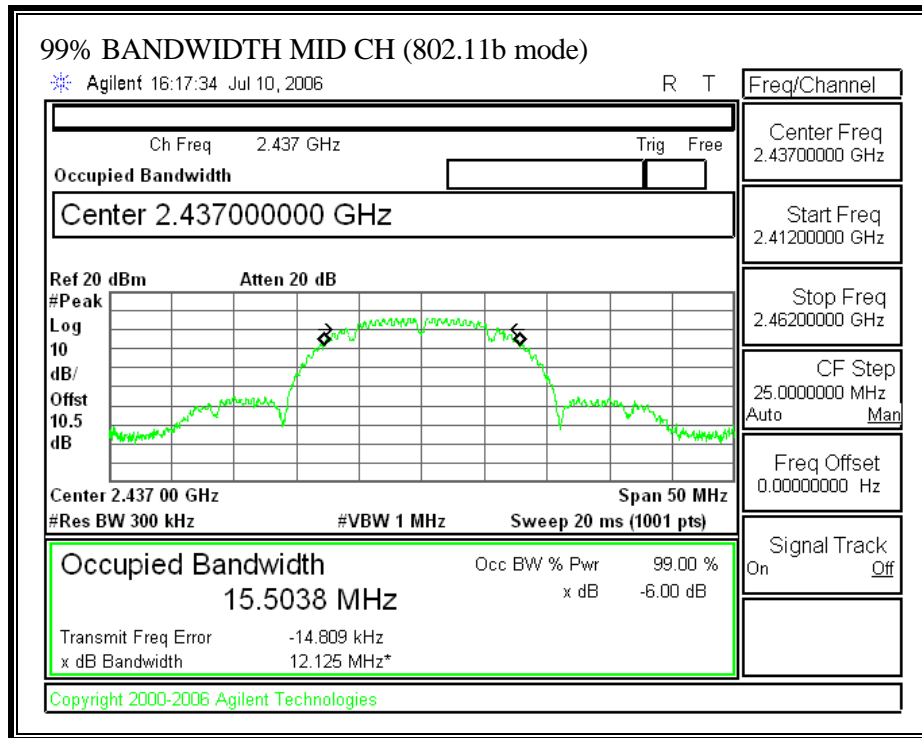 99% BANDWIDTH MID CH (802.11b mode)
Agilent 16:17:34 Jul 10, 2006 R T
Freq/Channel
Ch Freq 2.437 GHz Trig Free
Occupied Bandwidth
Center 2.437000000 GHz
Center Freq
2.43700000 GHz
Start Freq
2.41200000 GHz
Stop Freq
2.46200000 GHz
CF Step
25.0000000 MHz
Auto Man
Freq Offset
0.00000000 Hz
Signal Track
On Off
Ref 20 dBm Atten 20 dB
#Peak
Log
10
dB/
Offst
10.5
dB
Center 2.437 00 GHz Span 50 MHz
#Res BW 300 kHz #VBW 1 MHz Sweep 20 ms (1001 pts)
Occupied Bandwidth Occ BW % Pwr 99.00 %
15.5038 MHz x dB -6.00 dB
Transmit Freq Error -14.809 kHz
x dB Bandwidth 12.125 MHz*
Copyright 2000-2006 Agilent Technologies